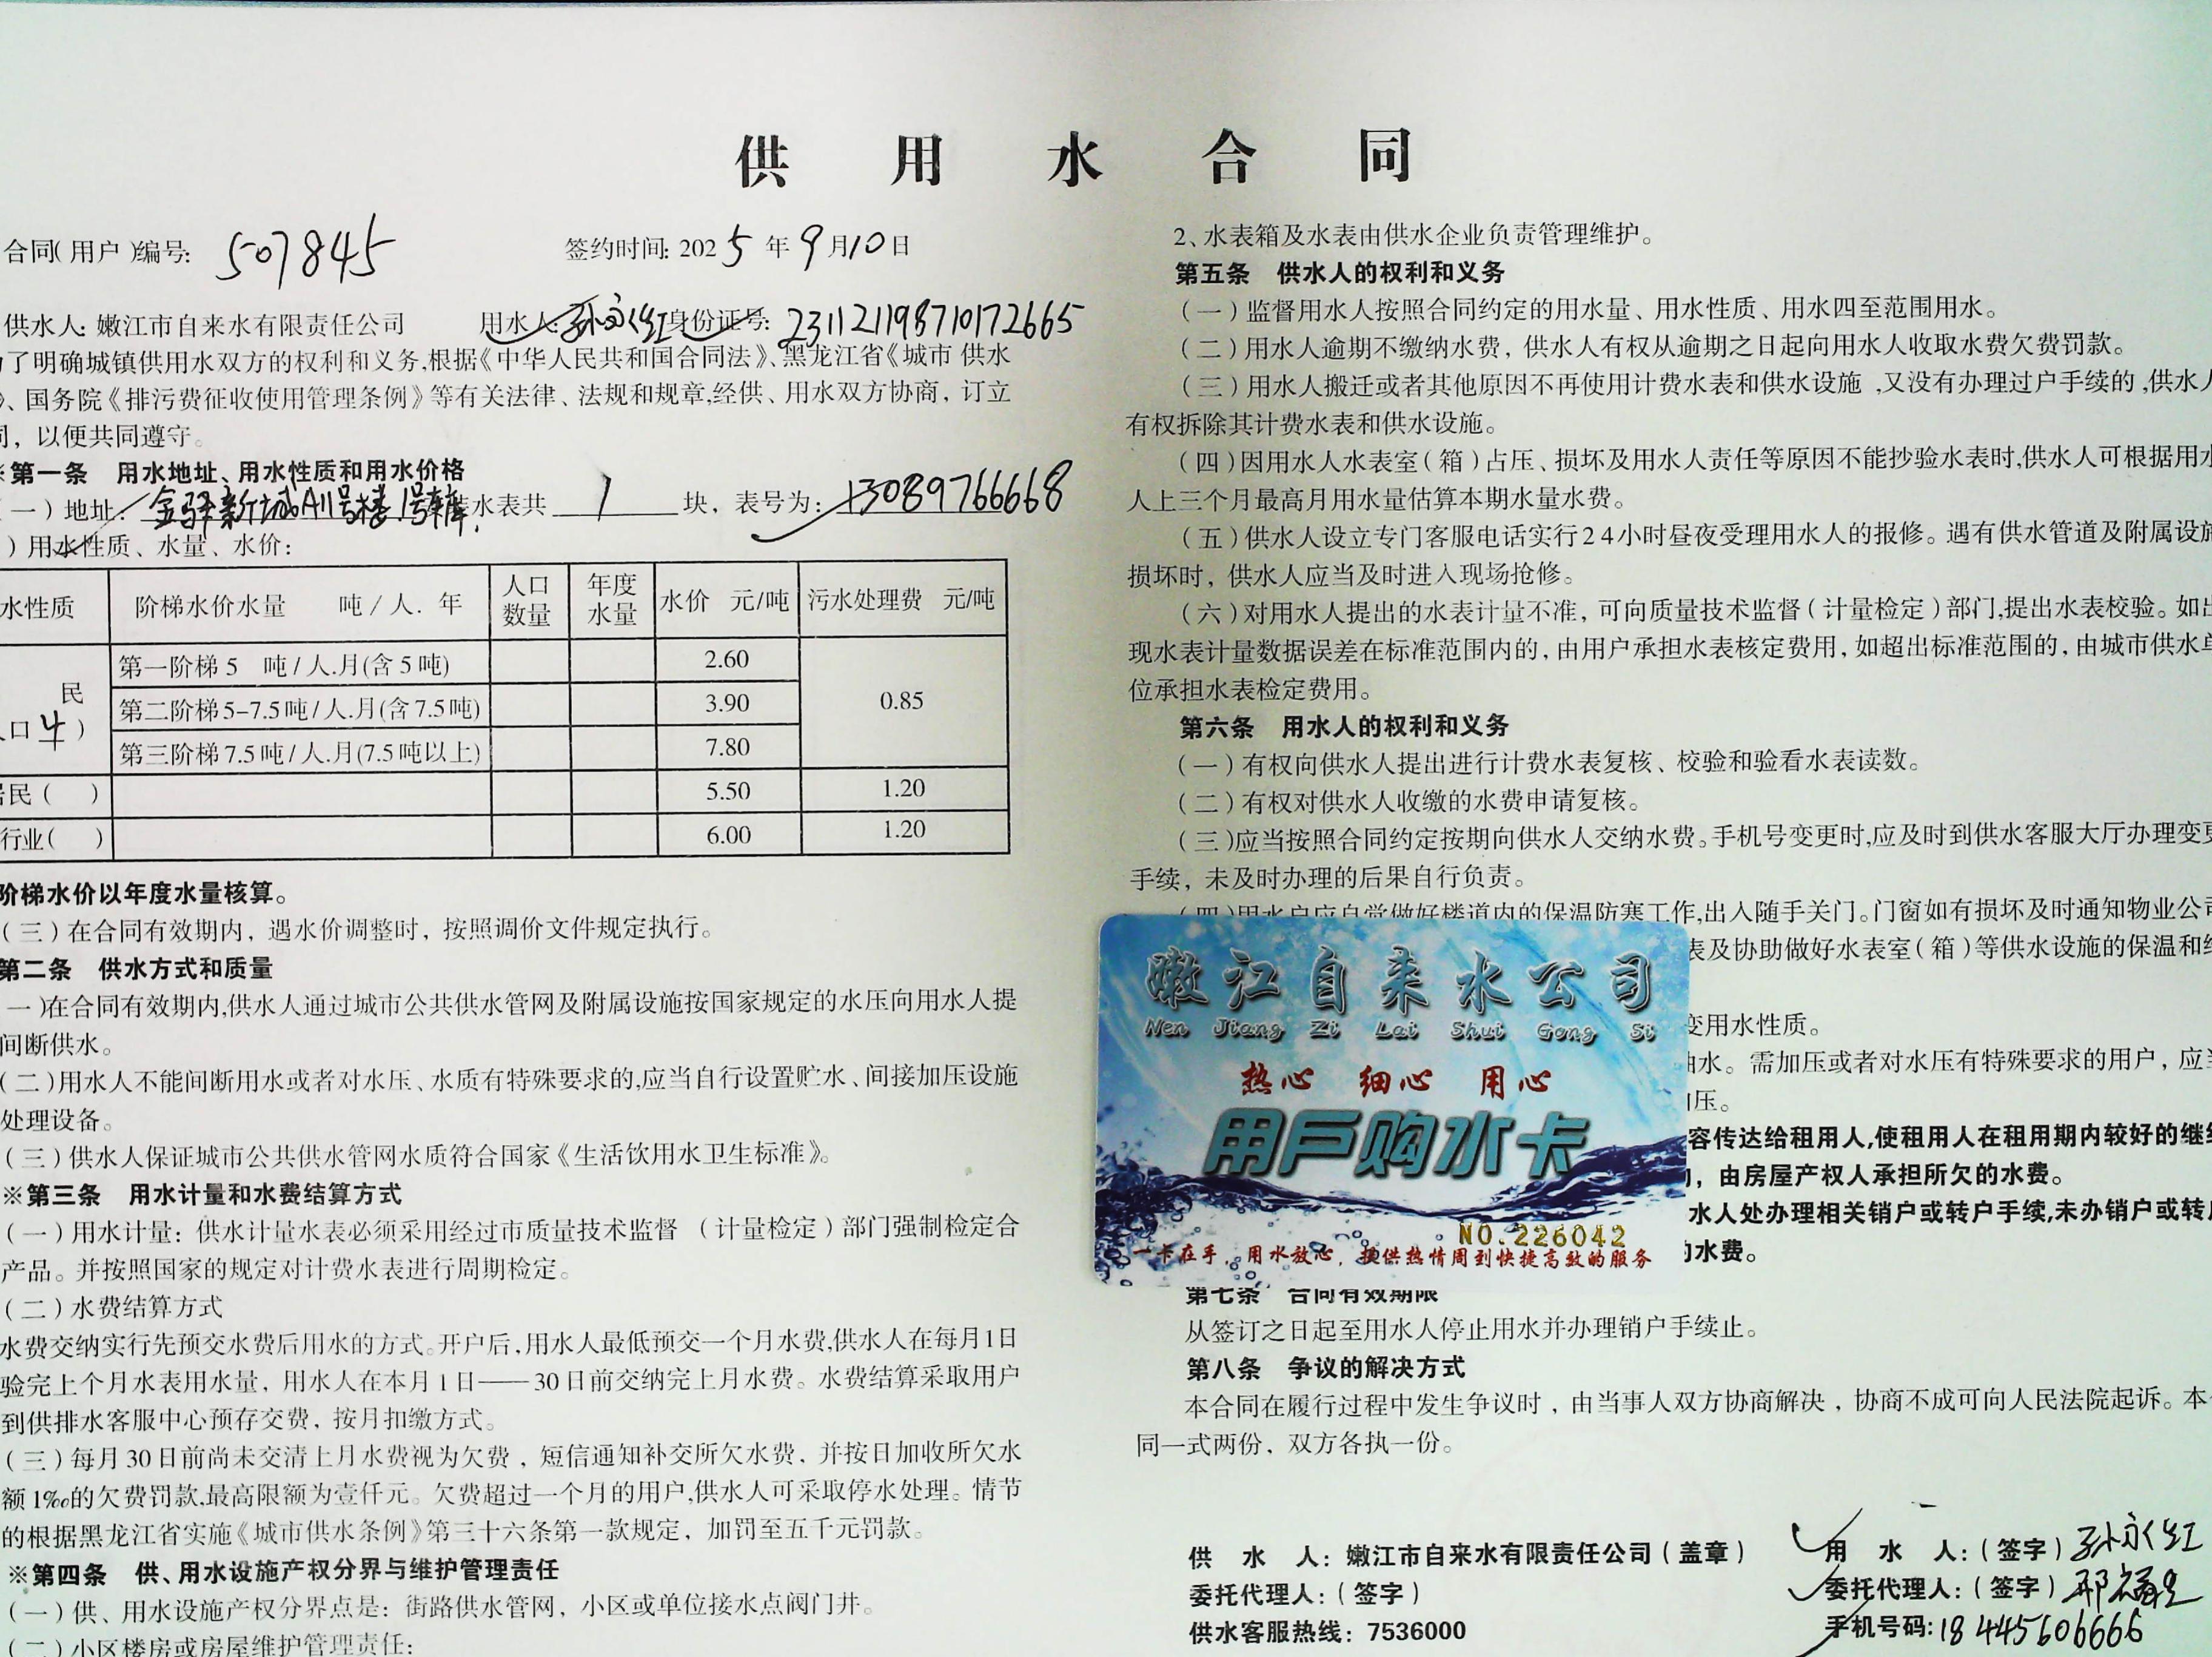 供用水合同
合同(用户)编号: 507845 签约时间: 2025年9月10日
供水人: 嫩江市自来水有限责任公司 用水人: 孙永红 身份证号: 231121198710172665
了明确城镇供用水双方的权利和义务,根据《中华人民共和国合同法》、黑龙江省《城市 供水
》、国务院《排污费征收使用管理条例》等有关法律、法规和规章,经供、用水双方协商，订立
同，以便共同遵守。
※第一条 用水地址、用水性质和用水价格
一）地址: 金驿新城A11号楼1号车库 水表共 1 块，表号为: 13089766668
）用水性质、水量、水价:
水性质 阶梯水价水量 吨/人.年 人口数量 年度水量 水价 元/吨 污水处理费 元/吨
民 第一阶梯 5 吨/人.月(含5吨) 2.60 0.85
口 4 ) 第二阶梯5-7.5吨/人.月(含7.5吨) 3.90
第三阶梯7.5吨/人.月(7.5吨以上) 7.80
居民( ) 5.50 1.20
行业( ) 6.00 1.20
阶梯水价以年度水量核算。
(三)在合同有效期内，遇水价调整时，按照调价文件规定执行。
第二条 供水方式和质量
一)在合同有效期内,供水人通过城市公共供水管网及附属设施按国家规定的水压向用水人提
间断供水。
(二)用水人不能间断用水或者对水压、水质有特殊要求的,应当自行设置贮水、间接加压设施
处理设备。
(三)供水人保证城市公共供水管网水质符合国家《生活饮用水卫生标准》。
※第三条 用水计量和水费结算方式
(一)用水计量：供水计量水表必须采用经过市质量技术监督 (计量检定)部门强制检定合
产品。并按照国家的规定对计费水表进行周期检定。
(二)水费结算方式
水费交纳实行先预交水费后用水的方式。开户后,用水人最低预交一个月水费,供水人在每月1日
验完上个月水表用水量，用水人在本月1日——30日前交纳完上月水费。水费结算采取用户
到供排水客服中心预存交费，按月扣缴方式。
(三)每月30日前尚未交清上月水费视为欠费，短信通知补交所欠水费，并按日加收所欠水
额1‰的欠费罚款,最高限额为壹仟元。欠费超过一个月的用户,供水人可采取停水处理。情节
的根据黑龙江省实施《城市供水条例》第三十六条第一款规定，加罚至五千元罚款。
※第四条 供、用水设施产权分界与维护管理责任
(一)供、用水设施产权分界点是：街路供水管网，小区或单位接水点阀门井。
(二)小区楼房或房屋维护管理责任:
2、水表箱及水表由供水企业负责管理维护。
第五条 供水人的权利和义务
(一)监督用水人按照合同约定的用水量、用水性质、用水四至范围用水。
(二)用水人逾期不缴纳水费，供水人有权从逾期之日起向用水人收取水费欠费罚款。
(三)用水人搬迁或者其他原因不再使用计费水表和供水设施,又没有办理过户手续的,供水人
有权拆除其计费水表和供水设施。
(四)因用水人水表室(箱)占压、损坏及用水人责任等原因不能抄验水表时,供水人可根据用水
人上三个月最高月用水量估算本期水量水费。
(五)供水人设立专门客服电话实行24小时昼夜受理用水人的报修。遇有供水管道及附属设施
损坏时，供水人应当及时进入现场抢修。
(六)对用水人提出的水表计量不准，可向质量技术监督(计量检定)部门,提出水表校验。如出
现水表计量数据误差在标准范围内的，由用户承担水表核定费用，如超出标准范围的，由城市供水单
位承担水表检定费用。
第六条 用水人的权利和义务
(一)有权向供水人提出进行计费水表复核、校验和验看水表读数。
(二)有权对供水人收缴的水费申请复核。
(三)应当按照合同约定按期向供水人交纳水费。手机号变更时,应及时到供水客服大厅办理变更
手续，未及时办理的后果自行负责。
(四)用水户应自觉做好楼道内的保温防寒工作,出入随手关门。门窗如有损坏及时通知物业公司
表及协助做好水表室(箱)等供水设施的保温和
变用水性质。
抽水。需加压或者对水压有特殊要求的用户，应当
加压。
容传达给租用人,使租用人在租用期内较好的继
，由房屋产权人承担所欠的水费。
水人处办理相关销户或转户手续,未办销户或转户
的水费。
嫩江自来水公司
Nen Jiang Zi Lai Shui Gong Si
热心 细心 用心
用户购水卡
NO.226042
一卡在手，用水放心，提供热情周到快捷高效的服务
第七条 合同有效期限
从签订之日起至用水人停止用水并办理销户手续止。
第八条 争议的解决方式
本合同在履行过程中发生争议时，由当事人双方协商解决，协商不成可向人民法院起诉。本
同一式两份，双方各执一份。
供 水 人：嫩江市自来水有限责任公司(盖章) 用 水 人：(签字) 孙永红
委托代理人：(签字) 委托代理人：(签字)
供水客服热线：7536000 手机号码: 18445606666